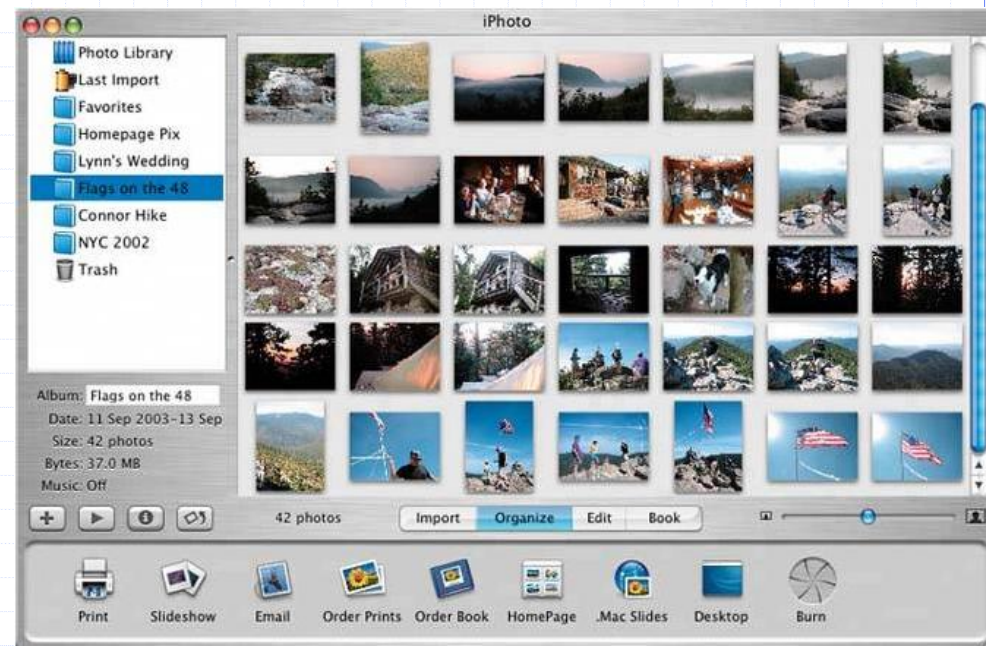 iPhoto
Photo Library
Last Import
Favorites
Homepage Pix
Lynn's Wedding
Flags on the 48
Connor Hike
NYC 2002
Trash
Album: Flags on the 48
Date: 11 Sep 2003-13 Sep
Size: 42 photos
Bytes: 37.0 MB
Music: Off
42 photos
Import Organize Edit Book
Print Slideshow Email Order Prints Order Book HomePage .Mac Slides Desktop Burn